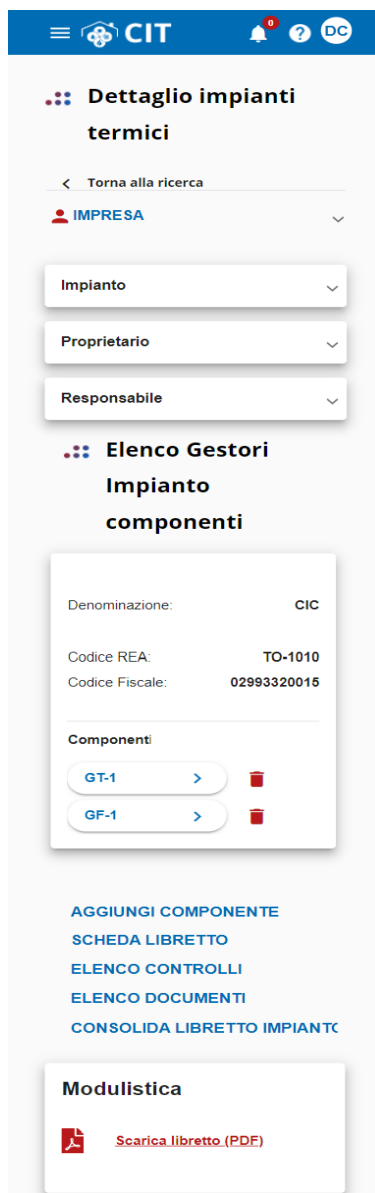 CIT
0
DC
Dettaglio impianti
termici
Torna alla ricerca
IMPRESA
Impianto
Proprietario
Responsabile
Elenco Gestori
Impianto
componenti
Denominazione: CIC
Codice REA: TO-1010
Codice Fiscale: 02993320015
Componenti
GT-1
GF-1
AGGIUNGI COMPONENTE
SCHEDA LIBRETTO
ELENCO CONTROLLI
ELENCO DOCUMENTI
CONSOLIDA LIBRETTO IMPIANTO
Modulistica
Scarica libretto (PDF)